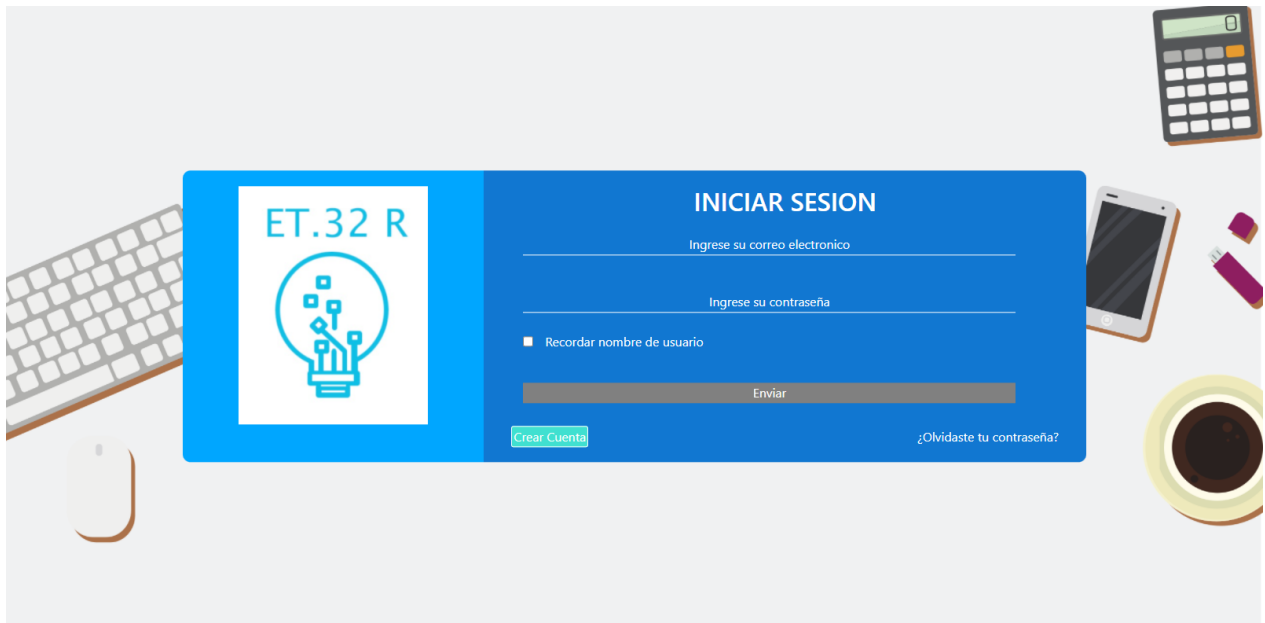 0
ET.32 R
INICIAR SESION
Ingrese su correo electronico
Ingrese su contraseña
Recordar nombre de usuario
Enviar
Crear Cuenta
¿Olvidaste tu contraseña?